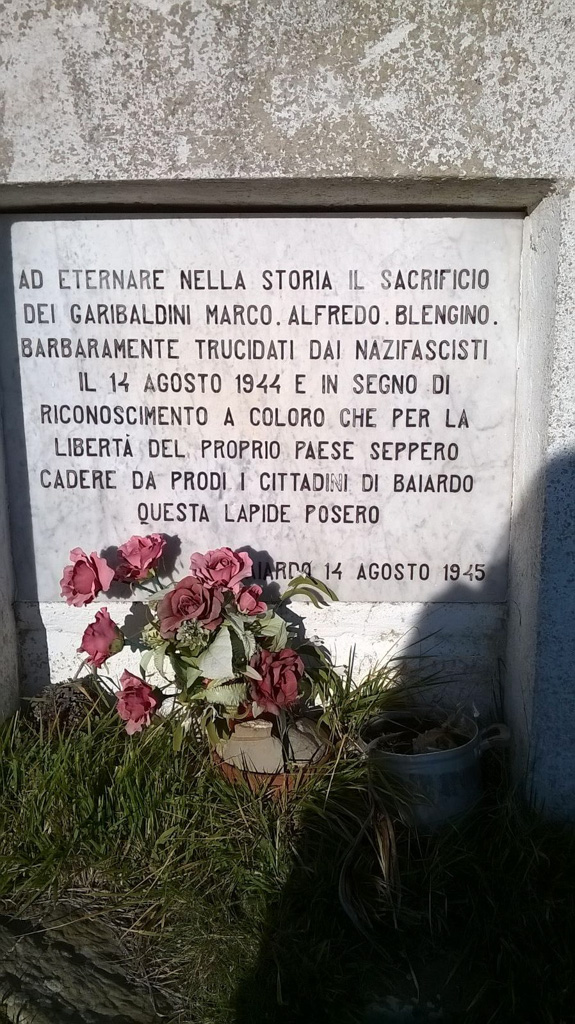 AD ETERNARE NELLA STORIA IL SACRIFICIO
DEI GARIBALDINI MARCO. ALFREDO. BLENGINO.
BARBARAMENTE TRUCIDATI DAI NAZIFASCISTI
IL 14 AGOSTO 1944 E IN SEGNO DI
RICONOSCIMENTO A COLORO CHE PER LA
LIBERTÀ DEL PROPRIO PAESE SEPPERO
CADERE DA PRODI I CITTADINI DI BAIARDO
QUESTA LAPIDE POSERO
14 AGOSTO 1945